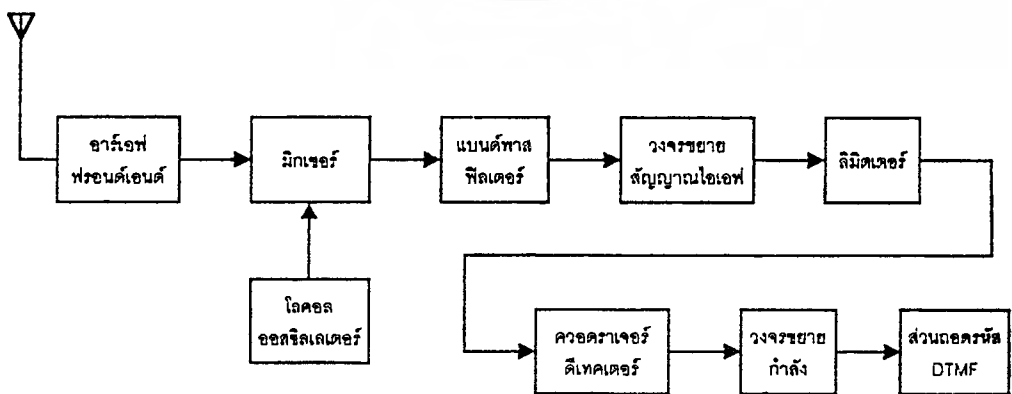 อาร์เอฟ
ฟรอนด์เอนด์
มิกเซอร์
แบนด์พาส
ฟิลเตอร์
วงจรขยาย
สัญญาณไอเอฟ
ลิมิตเตอร์
โลคอล
ออสซิลเลเตอร์
ควอดราเจอร์
ดีเทคเตอร์
วงจรขยาย
กำลัง
ส่วนถอดรหัส
DTMF